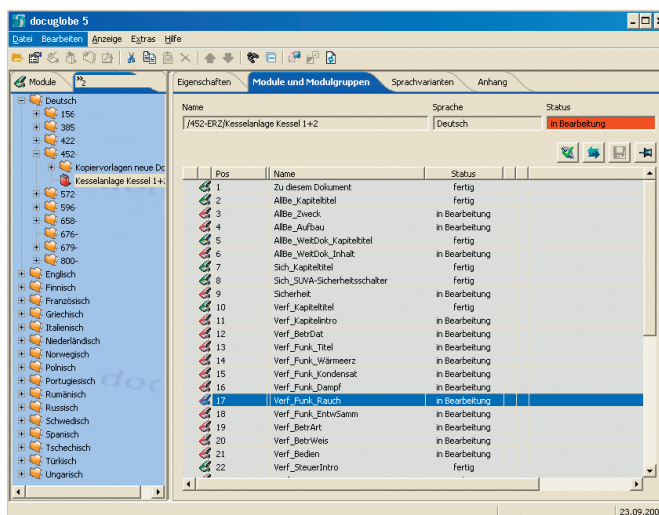 docuglobe 5
Datei Bearbeiten Anzeige Extras Hilfe
Module 2
Eigenschaften Module und Modulgruppen Sprachvarianten Anhang
Name Sprache Status
/452-ERZ/Kesselanlage Kessel 1+2 Deutsch in Bearbeitung
Deutsch
156
385
422
452-
Kopiervorlagen neue Do
Kesselanlage Kessel 1+
572-
596-
658-
676-
679-
800-
Englisch
Finnisch
Französisch
Griechisch
Italienisch
Niederländisch
Norwegisch
Polnisch
Portugiesisch
Rumänisch
Russisch
Schwedisch
Spanisch
Tschechisch
Türkisch
Ungarisch
Pos Name Status
1 Zu diesem Dokument fertig
2 AllBe_Kapiteltitel fertig
3 AllBe_Zweck in Bearbeitung
4 AllBe_Aufbau in Bearbeitung
5 AllBe_WeitDok_Kapiteltitel fertig
6 AllBe_WeitDok_Inhalt in Bearbeitung
7 Sich_Kapiteltitel fertig
8 Sich_SUVA-Sicherheitsschalter fertig
9 Sicherheit in Bearbeitung
10 Verf_Kapiteltitel fertig
11 Verf_Kapitelintro in Bearbeitung
12 Verf_BetrDat in Bearbeitung
13 Verf_Funk_Titel in Bearbeitung
14 Verf_Funk_Wärmeerz in Bearbeitung
15 Verf_Funk_Kondensat in Bearbeitung
16 Verf_Funk_Dampf in Bearbeitung
17 Verf_Funk_Rauch in Bearbeitung
18 Verf_Funk_EntwSamm in Bearbeitung
19 Verf_BetrArt in Bearbeitung
20 Verf_BetrWeis in Bearbeitung
21 Verf_Bedien in Bearbeitung
22 Verf_SteuerIntro fertig
doc
23.09.200